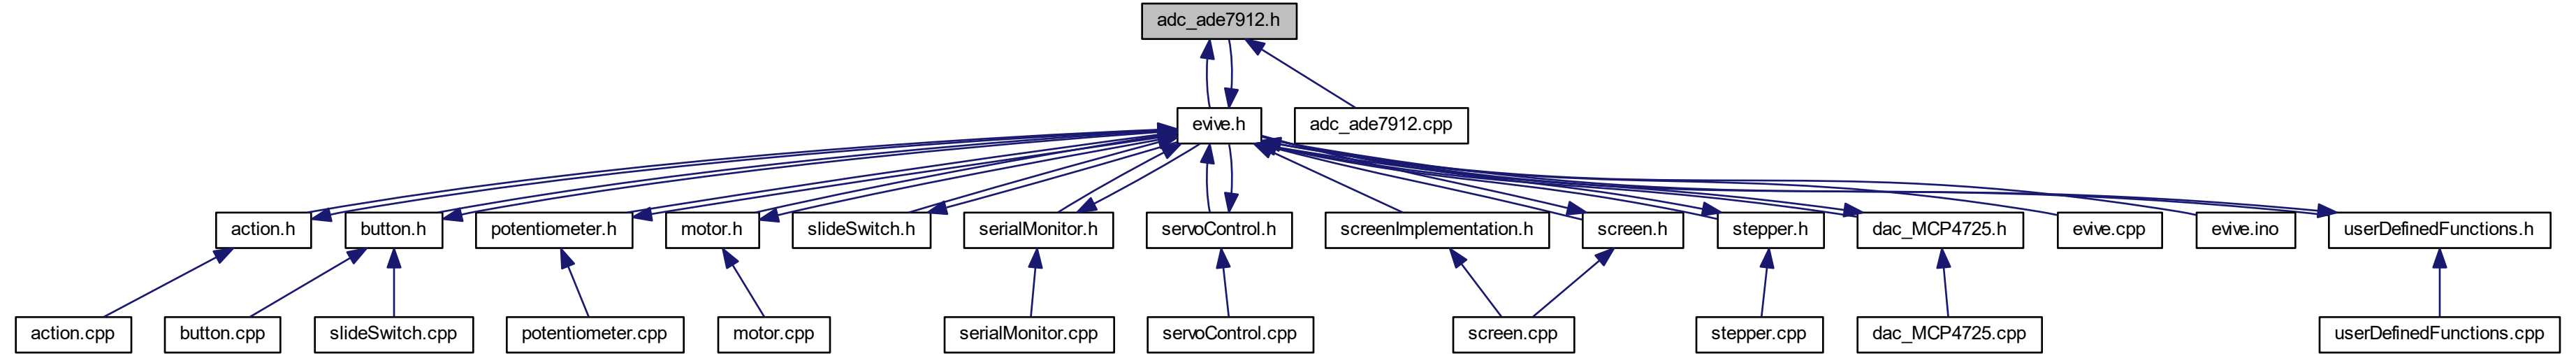 adc_ade7912.h
evive.h
adc_ade7912.cpp
action.h
button.h
potentiometer.h
motor.h
slideSwitch.h
serialMonitor.h
servoControl.h
screenImplementation.h
screen.h
stepper.h
dac_MCP4725.h
evive.cpp
evive.ino
userDefinedFunctions.h
action.cpp
button.cpp
slideSwitch.cpp
potentiometer.cpp
motor.cpp
serialMonitor.cpp
servoControl.cpp
screen.cpp
stepper.cpp
dac_MCP4725.cpp
userDefinedFunctions.cpp